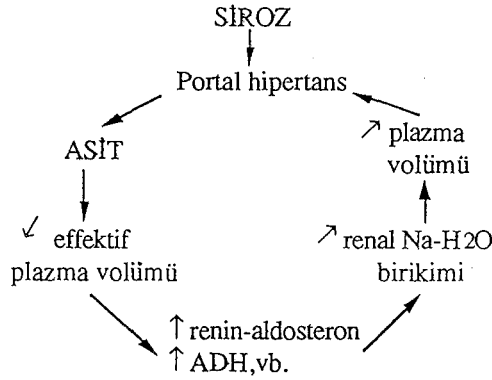 SİROZ
Portal hipertans
ASİT
↙ effektif
plazma volümü
↑ renin-aldosteron
↑ ADH,vb.
↗ renal Na-H2O
birikimi
↗ plazma
volümü